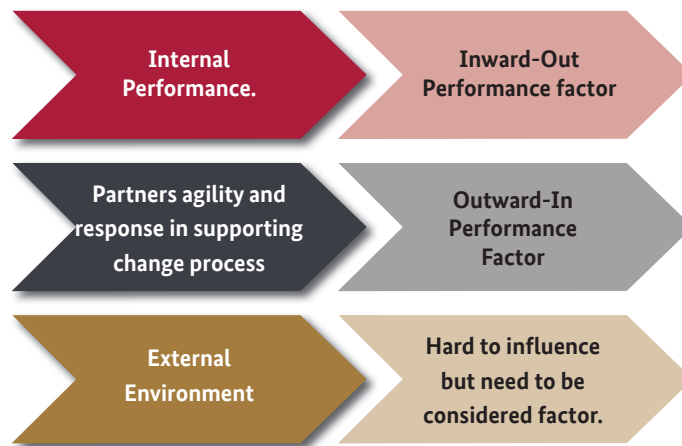 Internal
Performance.
Inward-Out
Performance factor
Partners agility and
response in supporting
change process
Outward-In
Performance
Factor
External
Environment
Hard to influence
but need to be
considered factor.